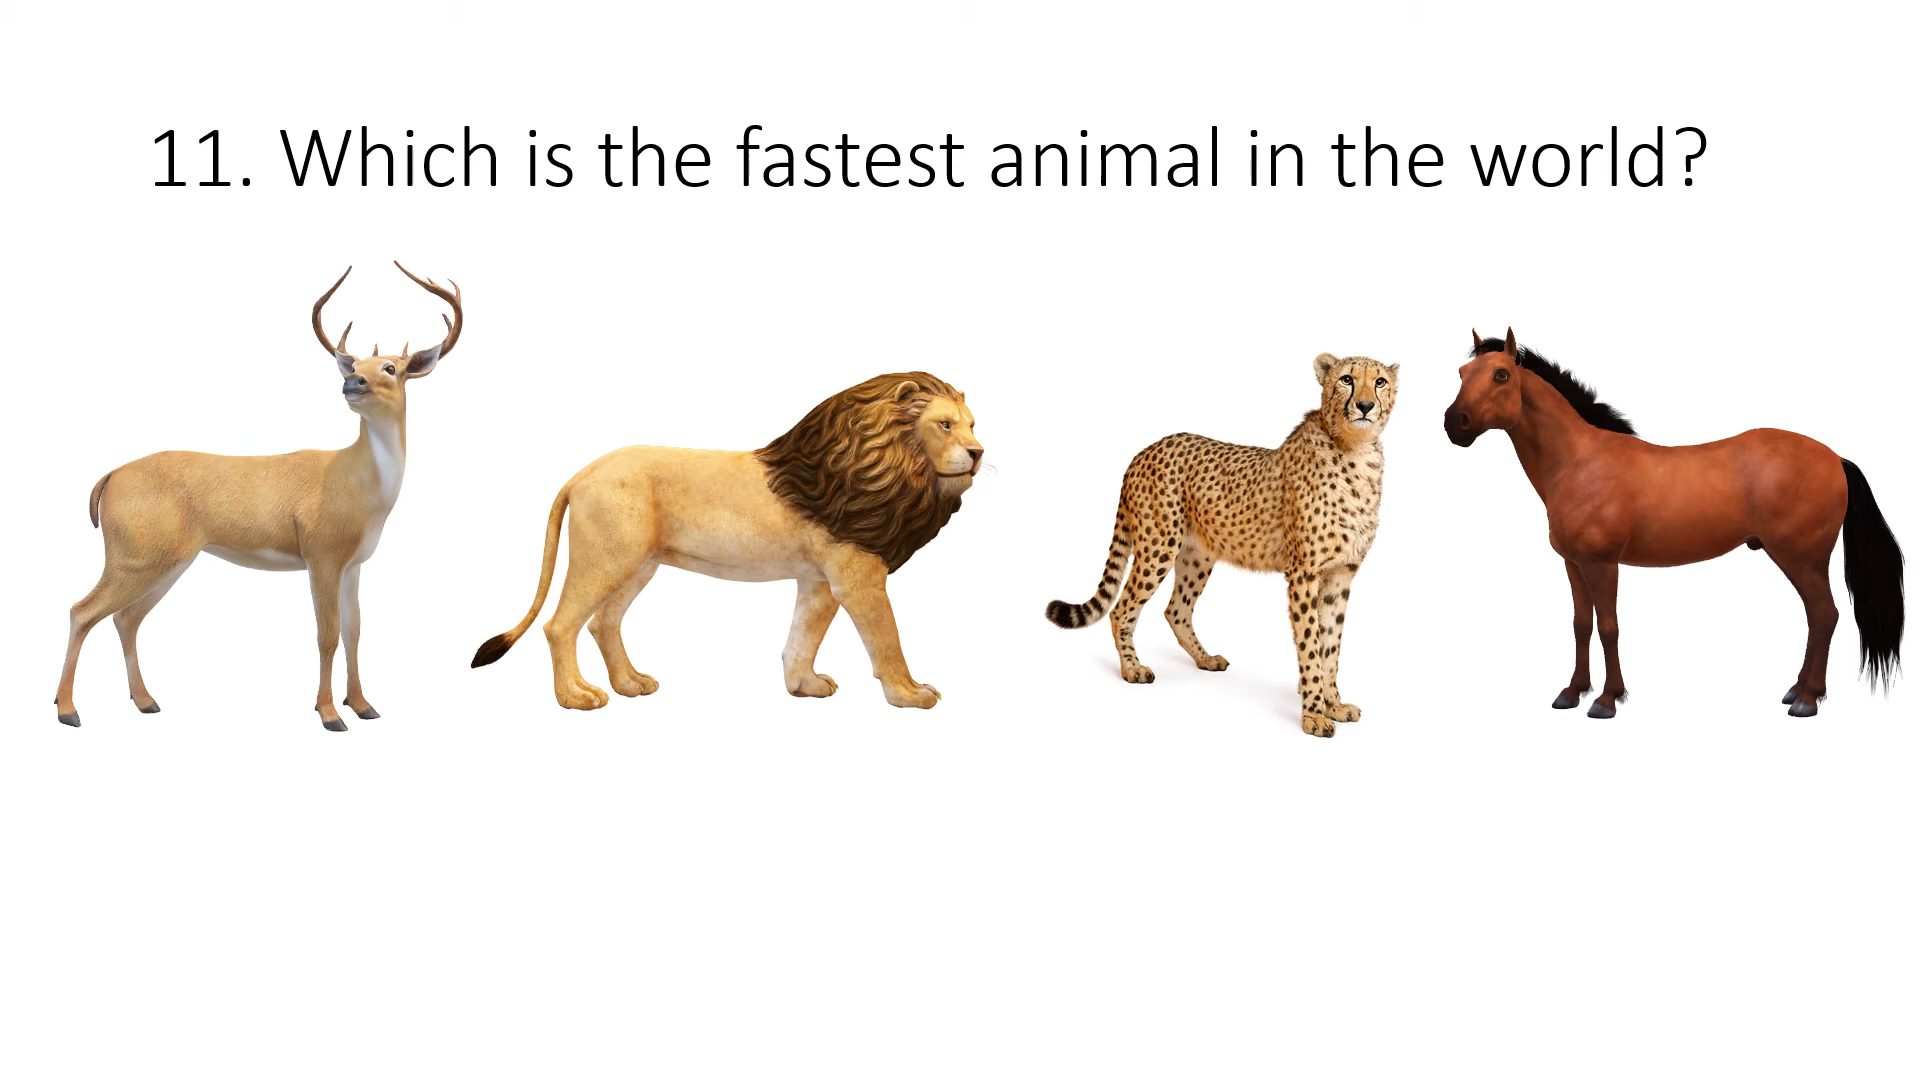 11. Which is the fastest animal in the world?